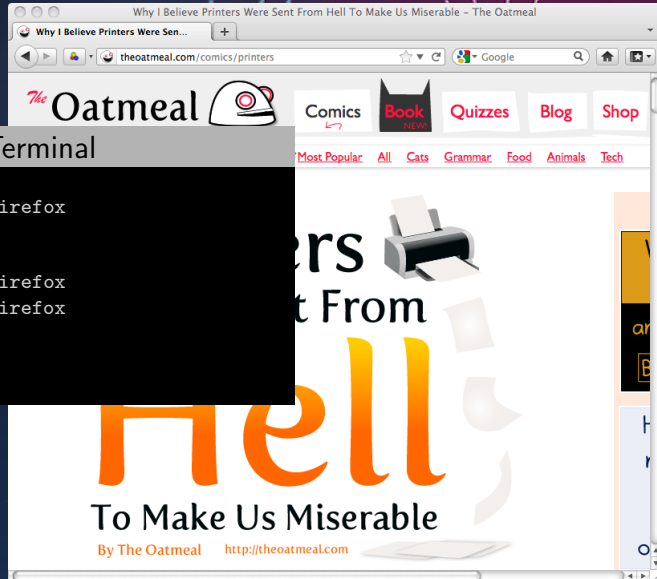 Why I Believe Printers Were Sent From Hell To Make Us Miserable – The Oatmeal
Why I Believe Printers Were Sen...
theoatmeal.com/comics/printers
Google
The Oatmeal
Comics
Book
NEW!
Quizzes
Blog
Shop
Terminal
Most Popular All Cats Grammar Food Animals Tech
irefox
irefox
irefox
ers
t From
Hell
To Make Us Miserable
By The Oatmeal http://theoatmeal.com